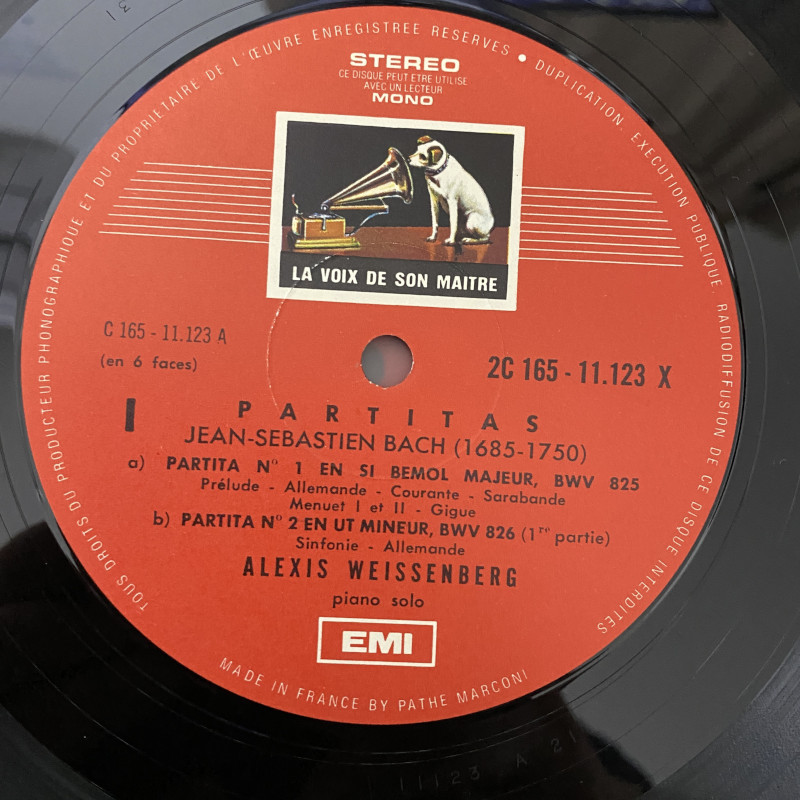 TOUS DROITS DU PRODUCTEUR PHONOGRAPHIQUE ET DU PROPRIETAIRE DE L'ŒUVRE ENREGISTREE RESERVES • DUPLICATION. EXECUTION PUBLIQUE. RADIODIFFUSION DE CE DISQUE INTERDITES
STEREO
CE DISQUE PEUT ETRE UTILISE
AVEC UN LECTEUR
MONO
LA VOIX DE SON MAITRE
C 165 - 11.123 A
(en 6 faces)
2C 165 - 11.123 X
I
PARTITAS
JEAN-SEBASTIEN BACH (1685-1750)
a) PARTITA N° 1 EN SI BEMOL MAJEUR, BWV 825
Prélude - Allemande - Courante - Sarabande
Menuet I et II - Gigue
b) PARTITA N° 2 EN UT MINEUR, BWV 826 (1re partie)
Sinfonie - Allemande
ALEXIS WEISSENBERG
piano solo
EMI
MADE IN FRANCE BY PATHE MARCONI
11123 A 21